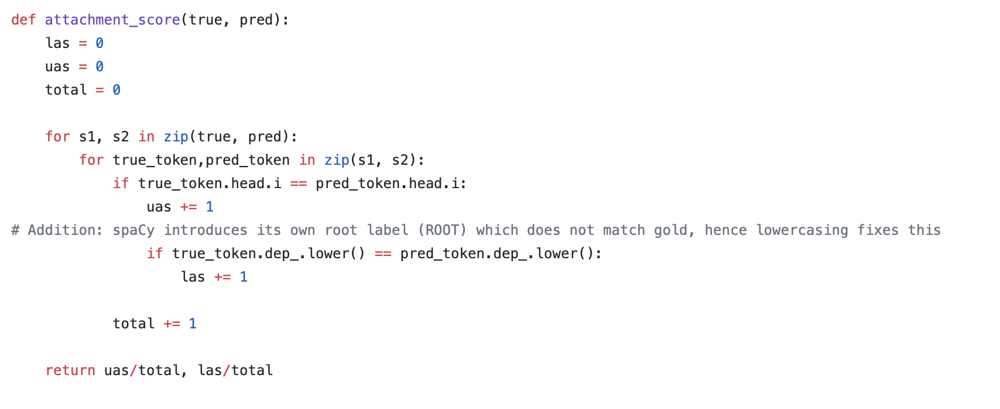 def attachment_score(true, pred):
    las = 0
    uas = 0
    total = 0

    for s1, s2 in zip(true, pred):
        for true_token,pred_token in zip(s1, s2):
            if true_token.head.i == pred_token.head.i:
                uas += 1
# Addition: spaCy introduces its own root label (ROOT) which does not match gold, hence lowercasing fixes this
                if true_token.dep_.lower() == pred_token.dep_.lower():
                    las += 1

            total += 1

    return uas/total, las/total